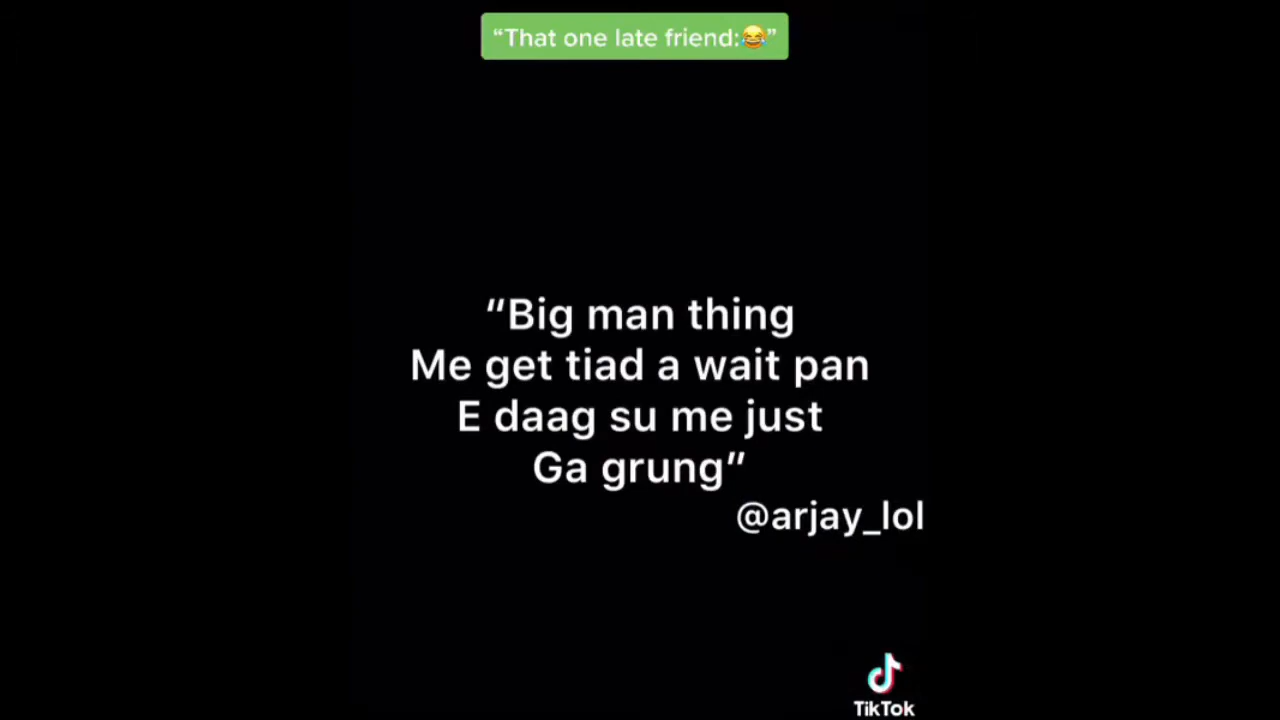 “That one late friend:😂”
“Big man thing
Me get tiad a wait pan
E daag su me just
Ga grung”
@arjay_lol
TikTok